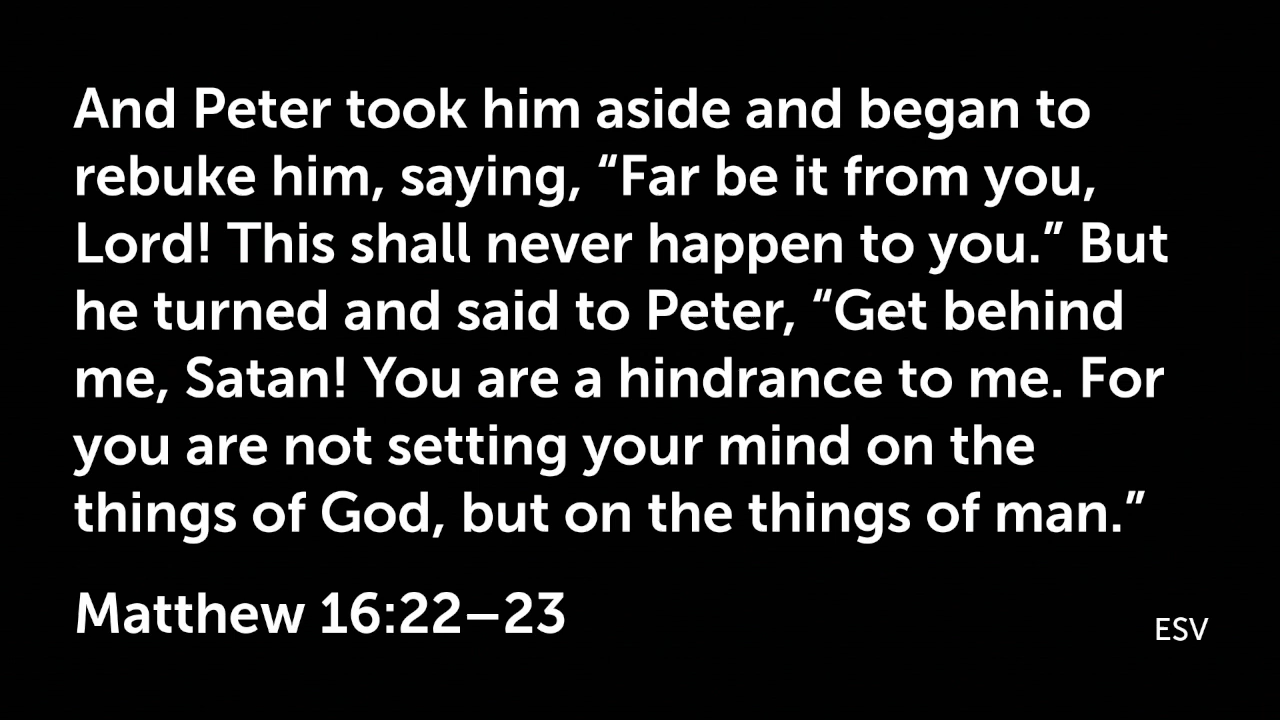 And Peter took him aside and began to
rebuke him, saying, “Far be it from you,
Lord! This shall never happen to you.” But
he turned and said to Peter, “Get behind
me, Satan! You are a hindrance to me. For
you are not setting your mind on the
things of God, but on the things of man.”
Matthew 16:22–23
ESV